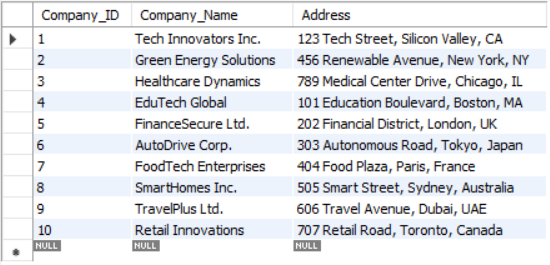 Company_ID Company_Name Address
1 Tech Innovators Inc. 123 Tech Street, Silicon Valley, CA
2 Green Energy Solutions 456 Renewable Avenue, New York, NY
3 Healthcare Dynamics 789 Medical Center Drive, Chicago, IL
4 EduTech Global 101 Education Boulevard, Boston, MA
5 FinanceSecure Ltd. 202 Financial District, London, UK
6 AutoDrive Corp. 303 Autonomous Road, Tokyo, Japan
7 FoodTech Enterprises 404 Food Plaza, Paris, France
8 SmartHomes Inc. 505 Smart Street, Sydney, Australia
9 TravelPlus Ltd. 606 Travel Avenue, Dubai, UAE
10 Retail Innovations 707 Retail Road, Toronto, Canada
NULL NULL NULL